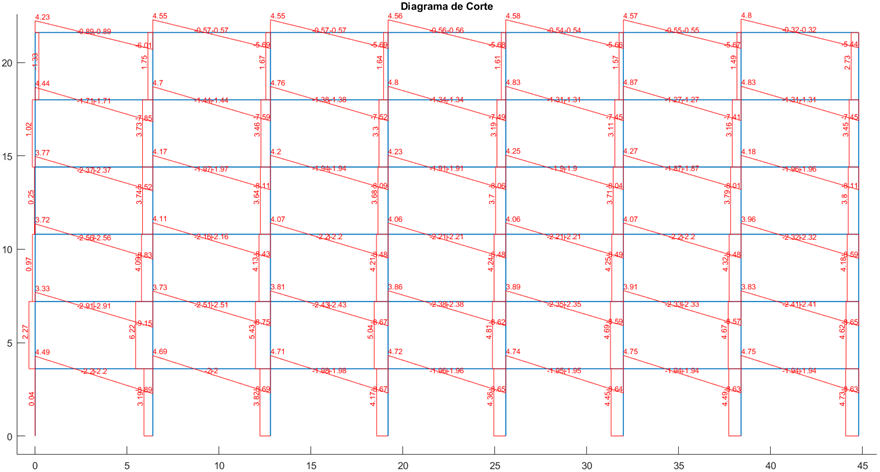 Diagrama de Corte
4.23 4.55 4.55 4.56 4.58 4.57 4.8
-0.89-0.89 -0.57-0.57 -0.57-0.57 -0.56-0.56 -0.54-0.54 -0.55-0.55 -0.32-0.32
-6.01 -5.69 -5.69 -5.68 -5.66 -5.67 -5.44
20
1.33 1.75 1.67 1.64 1.61 1.57 1.49 2.73
4.44 4.7 4.76 4.8 4.83 4.87 4.83
-1.71-1.71 -1.44-1.44 -1.38-1.38 -1.34-1.34 -1.31-1.31 -1.27-1.27 -1.31-1.31
-7.85 -7.59 -7.52 -7.49 -7.45 -7.41 -7.45
1.02 3.73 3.46 3.3 3.19 3.11 3.16 3.45
15
3.77 4.17 4.2 4.23 4.25 4.27 4.18
-2.37-2.37 -1.97-1.97 -1.94-1.94 -1.91-1.91 -1.9-1.9 -1.87-1.87 -1.96-1.96
-8.52 -8.11 -8.09 -8.04 -8.01 -8.11
0.25 3.74 3.64 3.68 3.7 3.71 3.79 3.8
3.72 4.11 4.07 4.06 4.06 4.07 3.96
-2.56-2.56 -2.16-2.16 -2.2-2.2 -2.21-2.21 -2.21-2.21 -2.2-2.2 -2.32-2.32
10
-8.43 -8.48 -8.48 -8.49 -8.48 -8.59
0.97 4.09 4.13 4.21 4.24 4.25 4.32 4.18
3.33 3.73 3.81 3.86 3.89 3.91 3.83
-2.91-2.91 -2.51-2.51 -2.43-2.43 -2.38-2.38 -2.35-2.35 -2.33-2.33 -2.41-2.41
-9.15 -8.75 -8.67 -8.62 -8.59 -8.57 -8.65
2.27 6.22 5.43 5.04 4.81 4.69 4.67 4.62
5
4.49 4.69 4.71 4.72 4.74 4.75 4.75
-2.2-2.2 -2-2 -1.98-1.98 -1.96-1.96 -1.95-1.95 -1.94-1.94 -1.94-1.94
-8.89 -8.69 -8.67 -8.65 -8.64 -8.63 -8.63
3.19 3.82 4.17 4.36 4.45 4.49 4.73
0
0 5 10 15 20 25 30 35 40 45